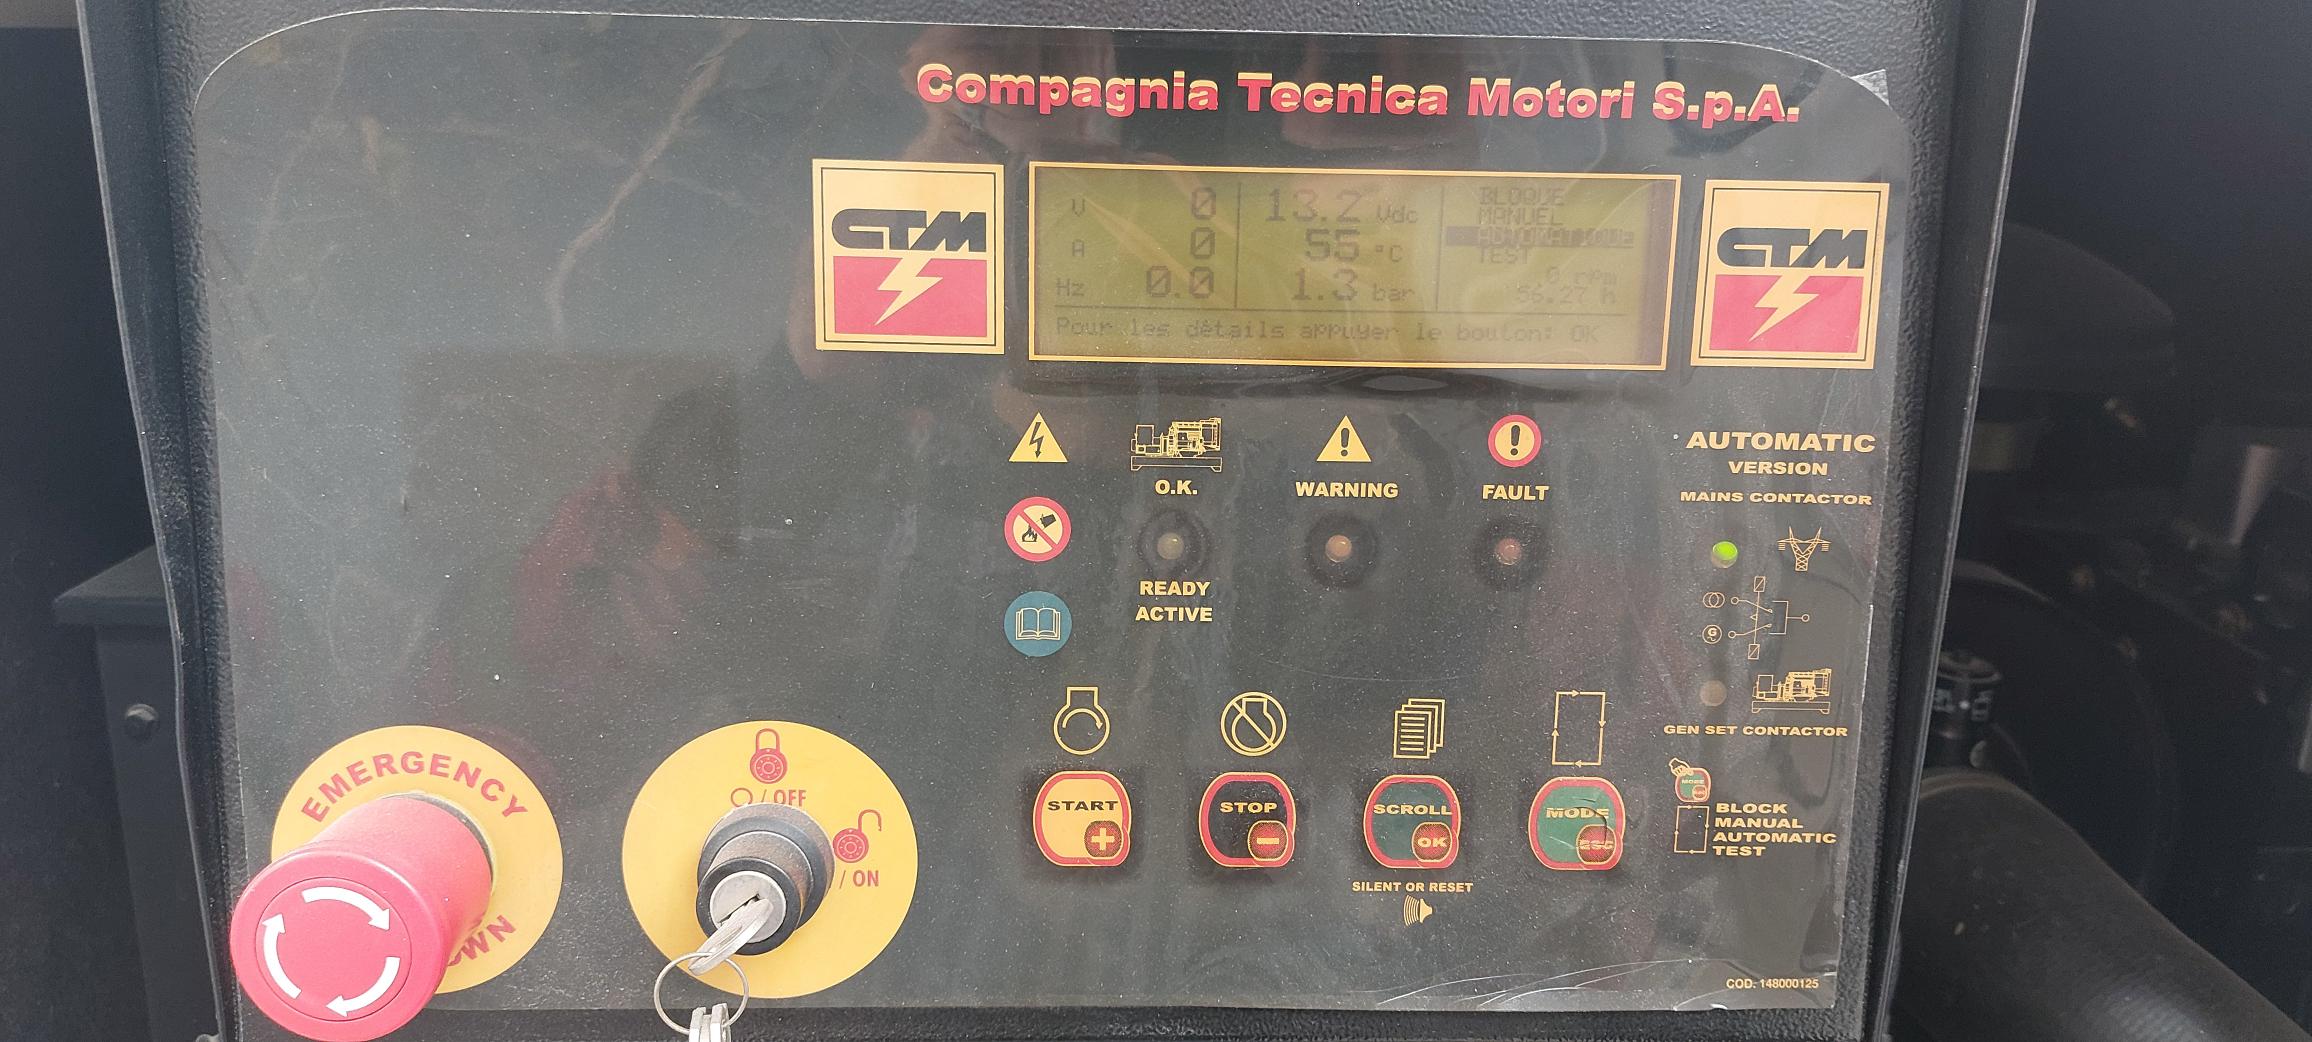 Compagnia Tecnica Motori S.p.A.
CTM
V 0 13.2 Vdc BLOQUE
MANUEL
A 0 55 °C AUTOMATIQUE
TEST
0 rpm
Hz 0.0 1.3 bar 56.27 h
Pour les détails appuyer le bouton: OK
CTM
O.K.
WARNING
FAULT
AUTOMATIC
VERSION
MAINS CONTACTOR
READY
ACTIVE
G
GEN SET CONTACTOR
EMERGENCY
O / OFF
/ ON
START
+
STOP
-
SCROLL
OK
MODE
ESC
SILENT OR RESET
MODE
BLOCK
MANUAL
AUTOMATIC
TEST
COD. 148000125